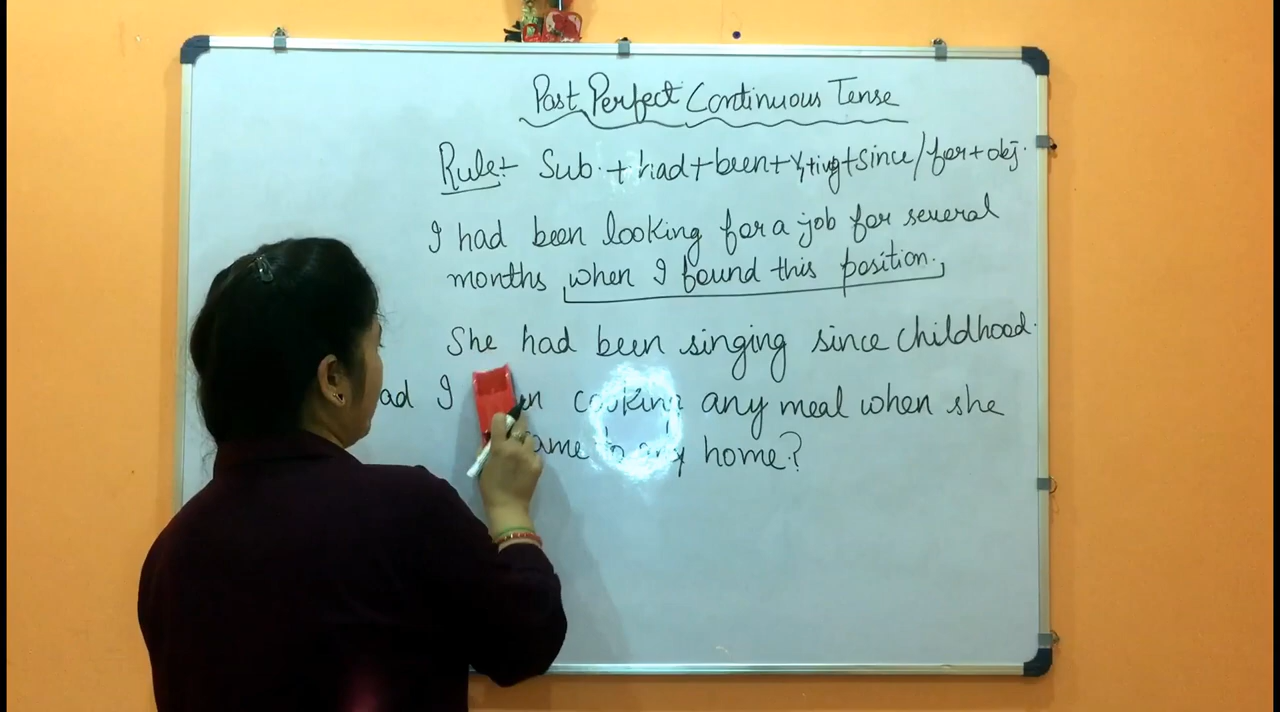 Past Perfect Continuous Tense
Rule:- Sub. + had + been + V₁+ing + since / for + obj.
I had been looking for a job for several
months when I found this position.
She had been singing since childhood.
I cooking any meal when she
my home?